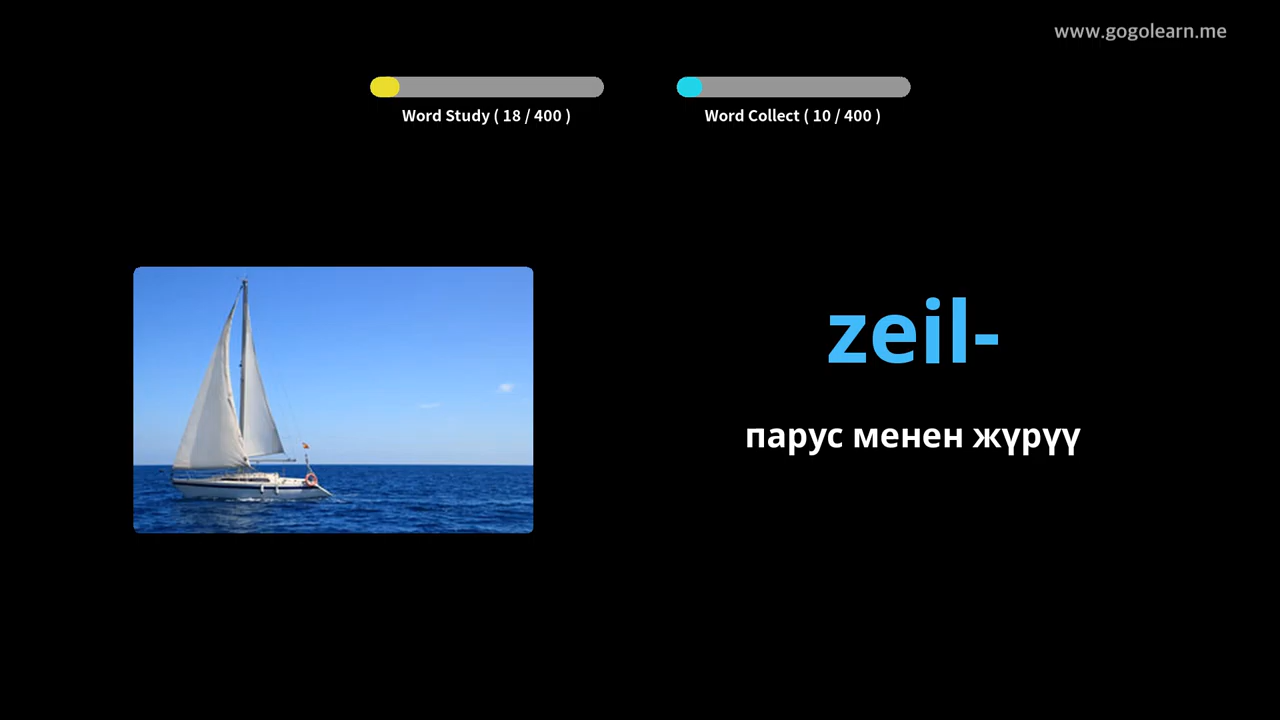 www.gogolearn.me
Word Study ( 18 / 400 )
Word Collect ( 10 / 400 )
zeil-
парус менен жүрүү